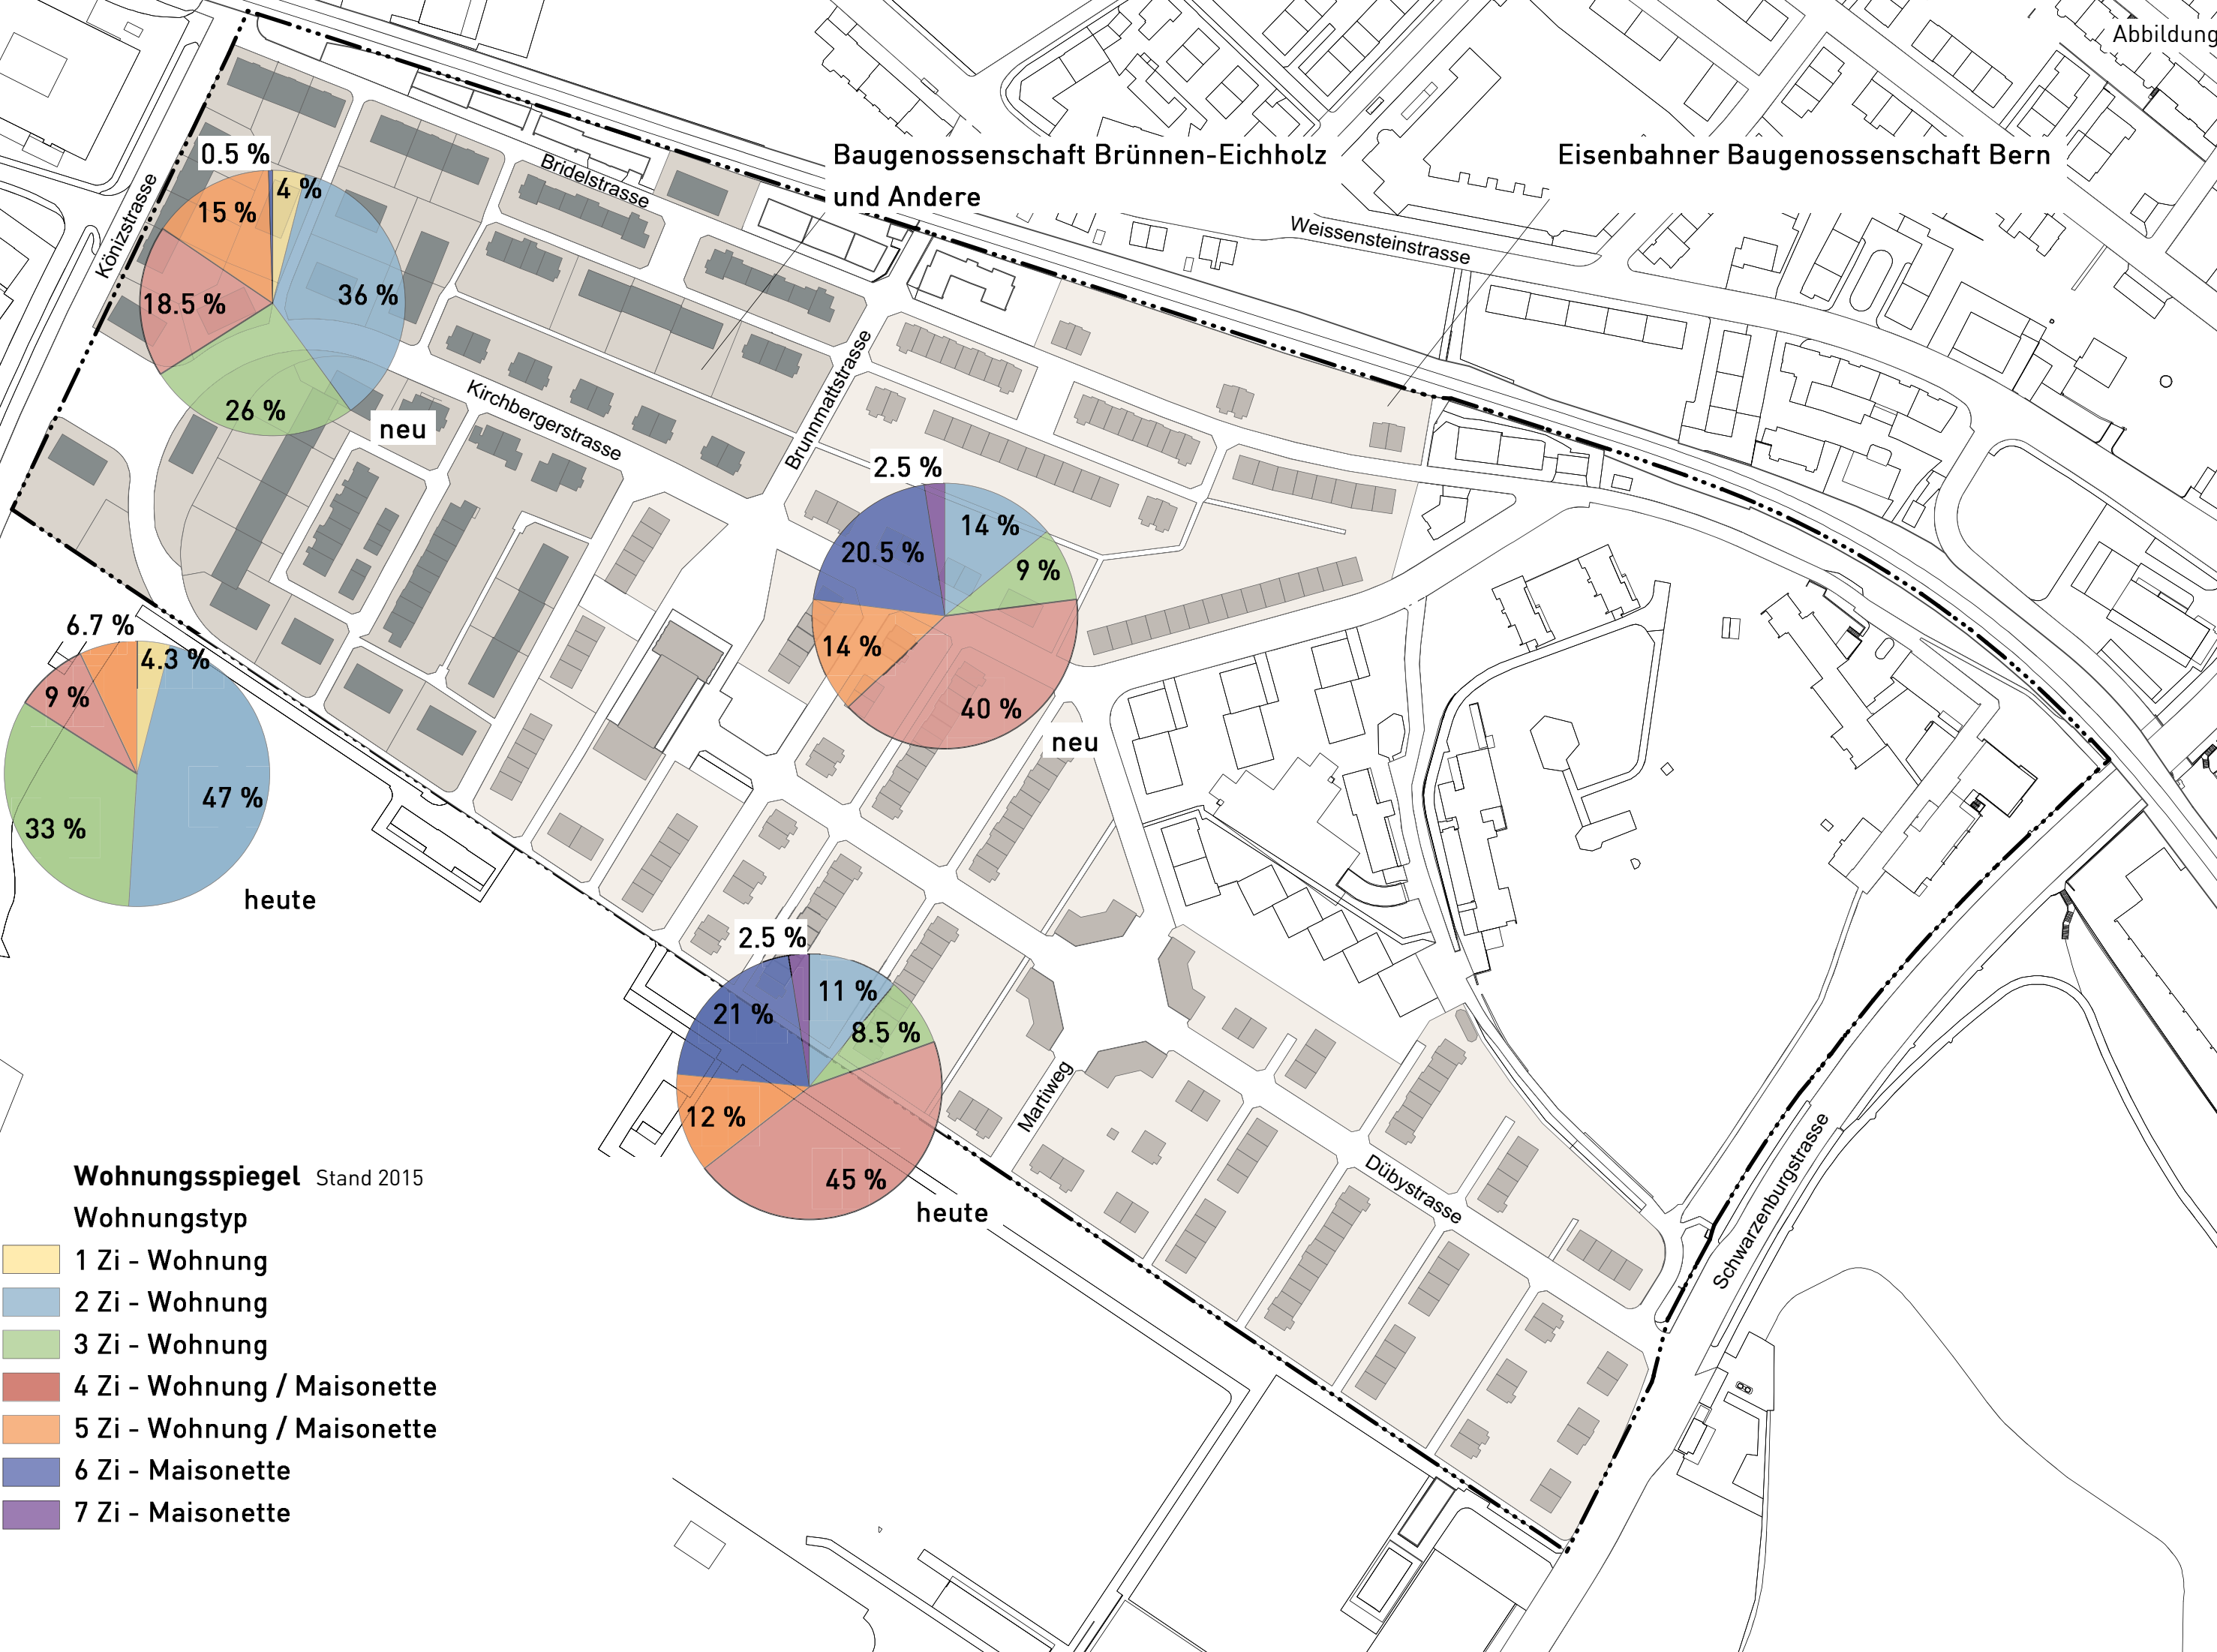 Abbildung
Baugenossenschaft Brünnen-Eichholz
und Andere
Eisenbahner Baugenossenschaft Bern
Bridelstrasse
Könizstrasse
Weissensteinstrasse
Kirchbergerstrasse
Brunnmattstrasse
0.5 %
4 %
15 %
36 %
18.5 %
26 %
neu
2.5 %
14 %
20.5 %
9 %
14 %
40 %
neu
6.7 %
4.3 %
9 %
47 %
33 %
heute
2.5 %
11 %
21 %
8.5 %
12 %
45 %
heute
Martiweg
Dübystrasse
Schwarzenburgstrasse
Wohnungsspiegel Stand 2015
Wohnungstyp
1 Zi - Wohnung
2 Zi - Wohnung
3 Zi - Wohnung
4 Zi - Wohnung / Maisonette
5 Zi - Wohnung / Maisonette
6 Zi - Maisonette
7 Zi - Maisonette